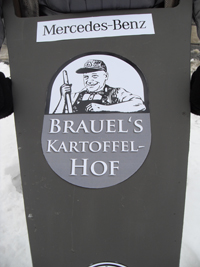 Mercedes-Benz
BRAUEL'S
KARTOFFEL-
HOF